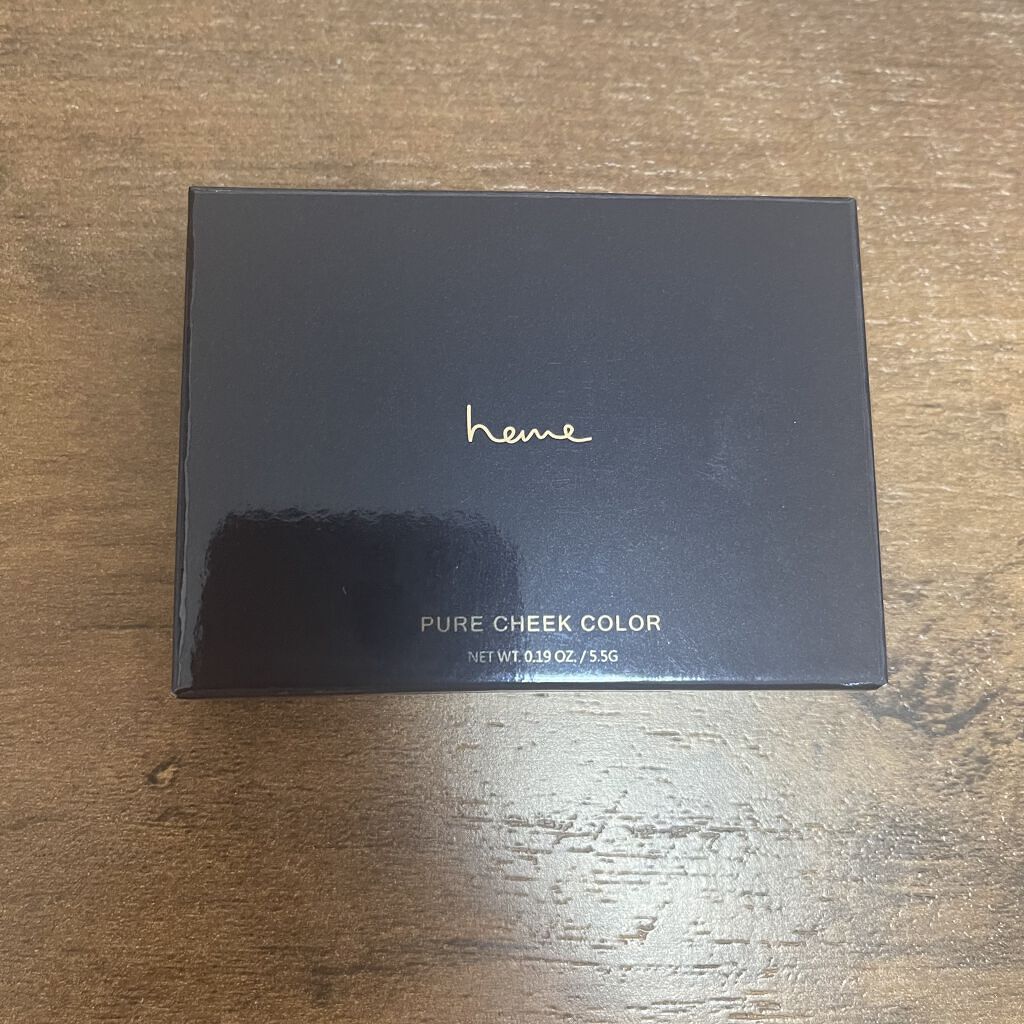 heme
PURE CHEEK COLOR
NET WT. 0.19 OZ. / 5.5G